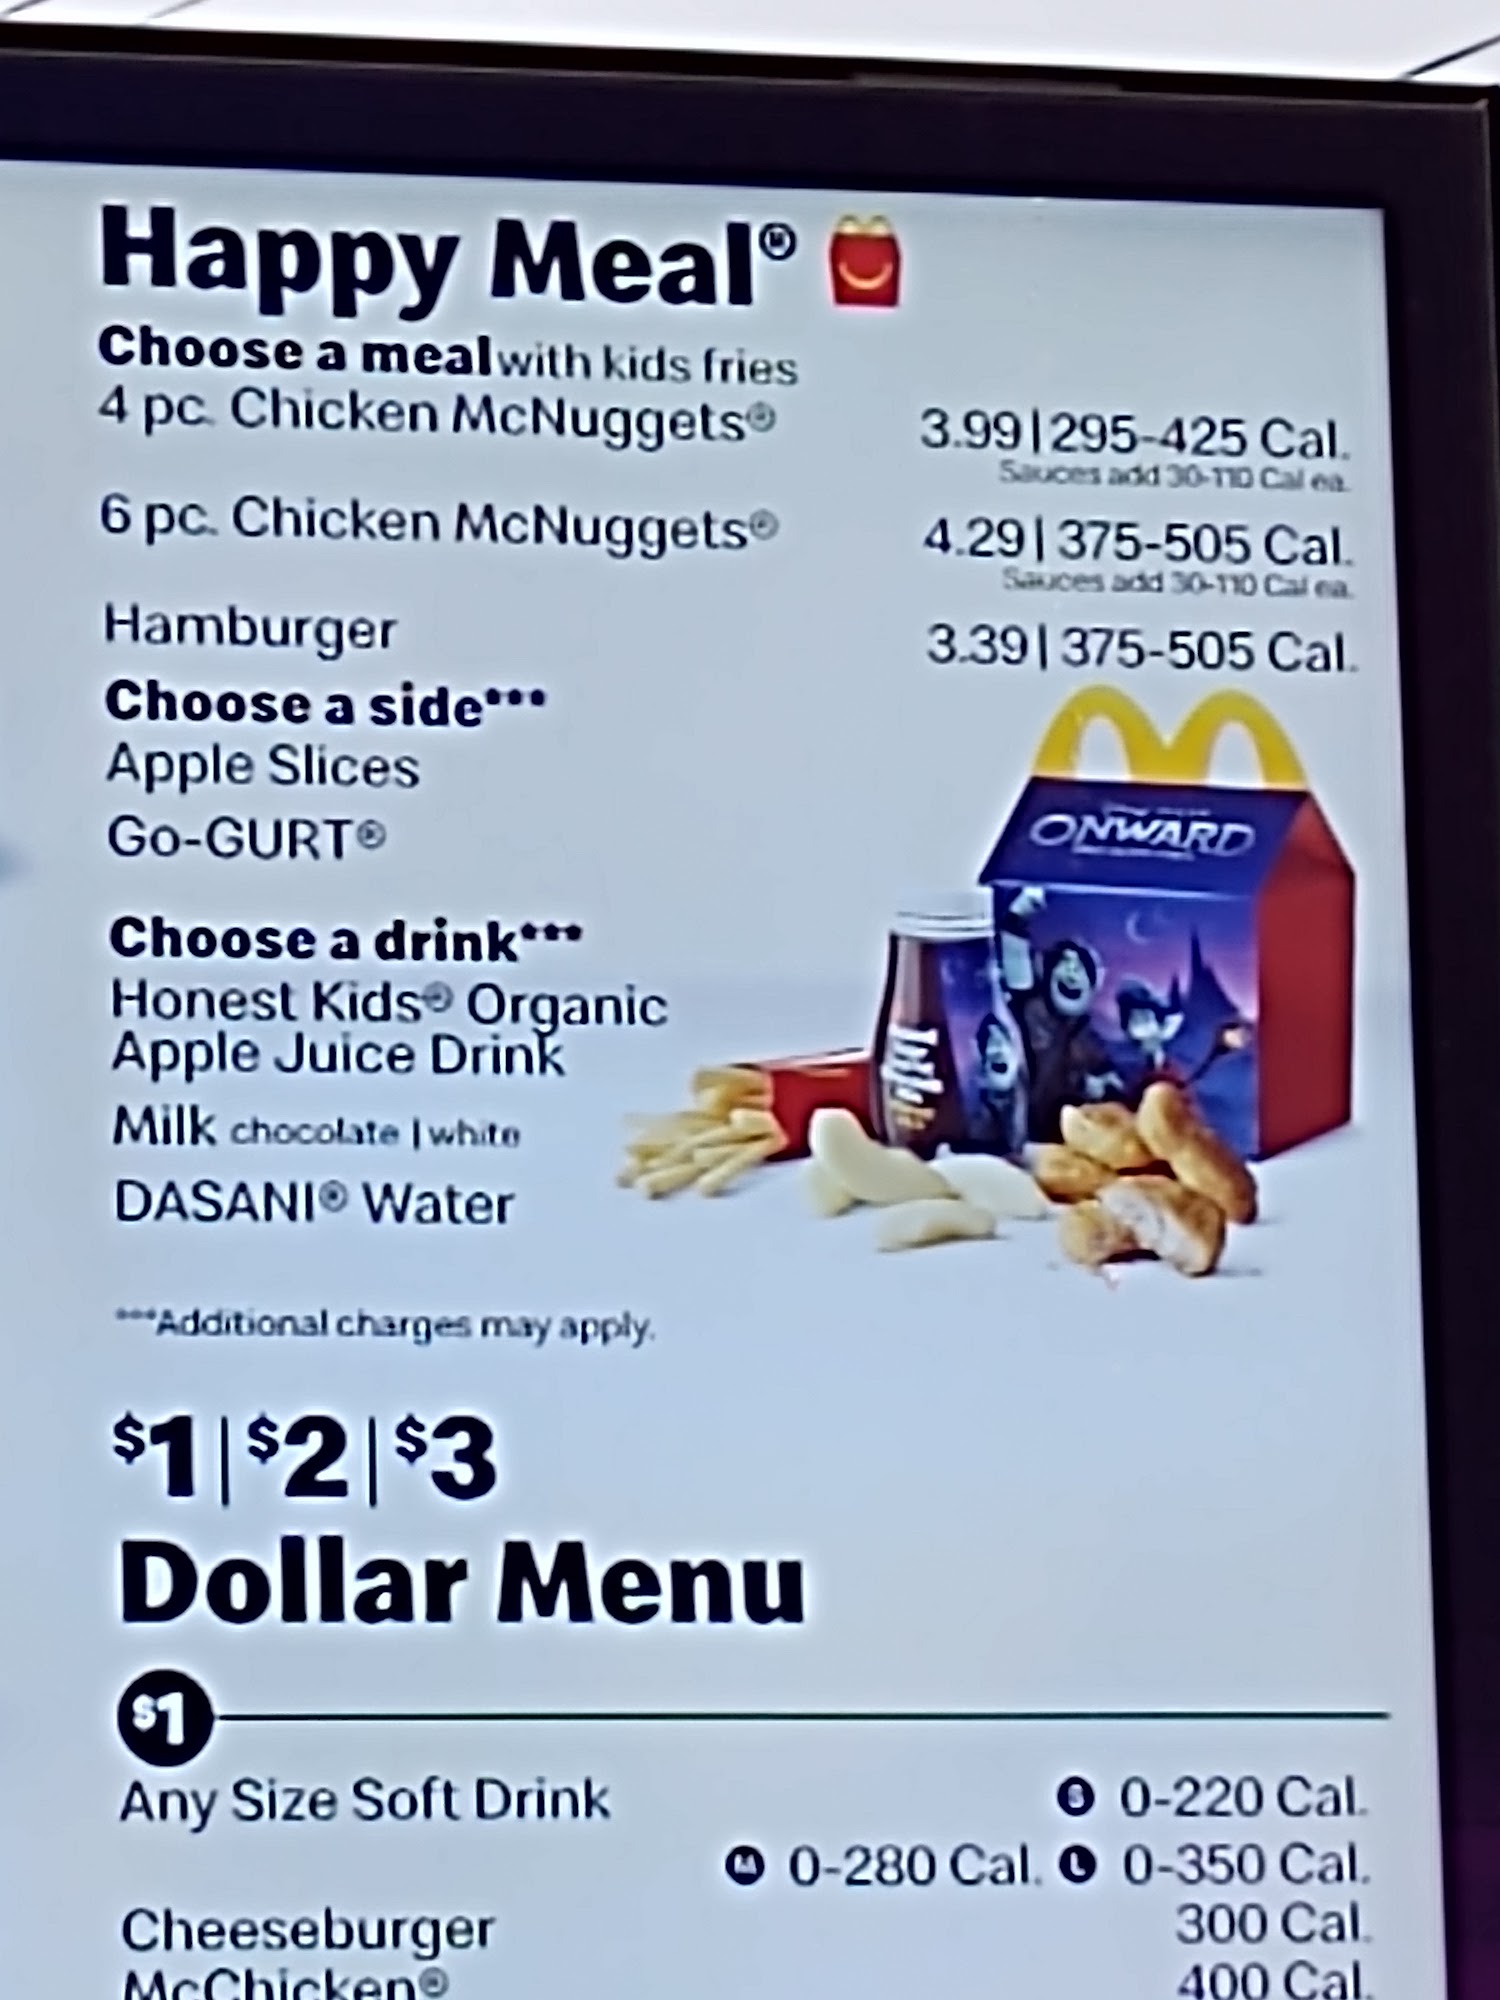 Happy Meal®
Choose a meal with kids fries
4 pc. Chicken McNuggets® 3.99|295-425 Cal.
Sauces add 30-110 Cal ea.
6 pc. Chicken McNuggets® 4.29|375-505 Cal.
Sauces add 30-110 Cal ea.
Hamburger 3.39|375-505 Cal.
Choose a side***
Apple Slices
Go-GURT®
ONWARD
Choose a drink***
Honest Kids® Organic
Apple Juice Drink
Milk chocolate | white
DASANI® Water
***Additional charges may apply.
$1|$2|$3
Dollar Menu
$1
Any Size Soft Drink S 0-220 Cal.
M 0-280 Cal. L 0-350 Cal.
Cheeseburger 300 Cal.
McChicken® 400 Cal.